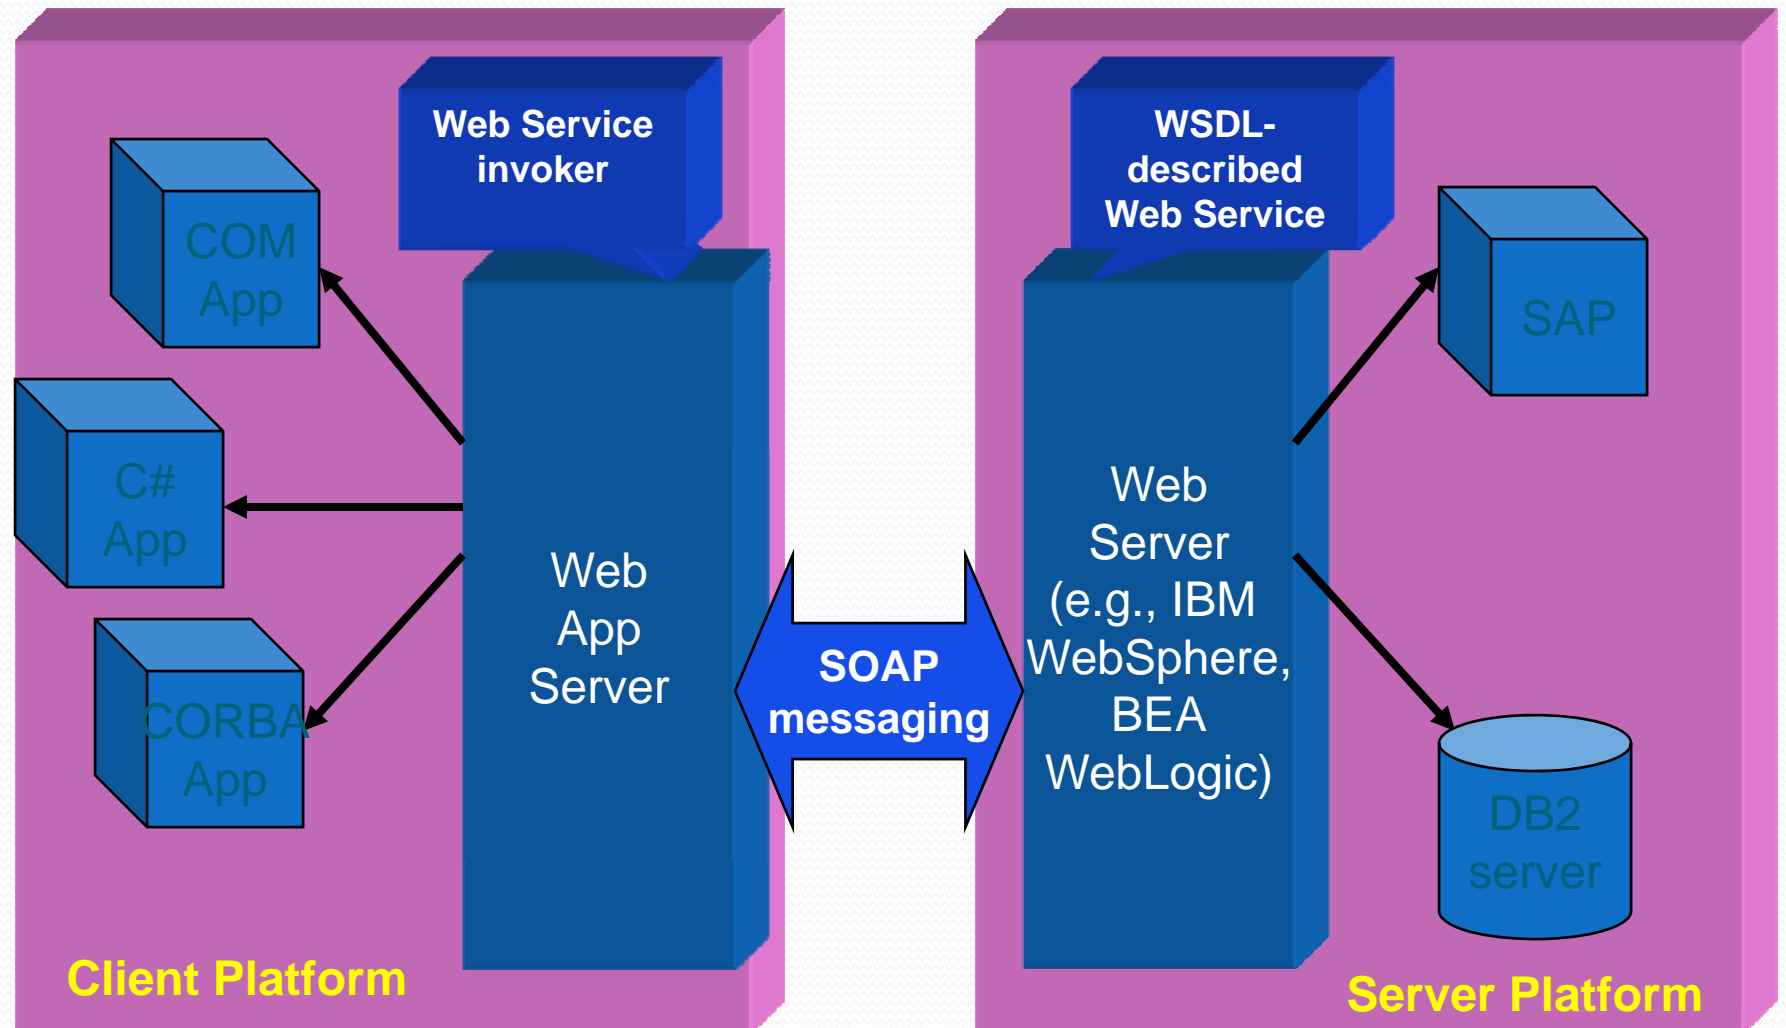 Web Service
invoker
COM
App
C#
App
CORBA
App
Web
App
Server
Client Platform
SOAP
messaging
WSDL-
described
Web Service
Web
Server
(e.g., IBM
WebSphere,
BEA
WebLogic)
SAP
DB2
server
Server Platform